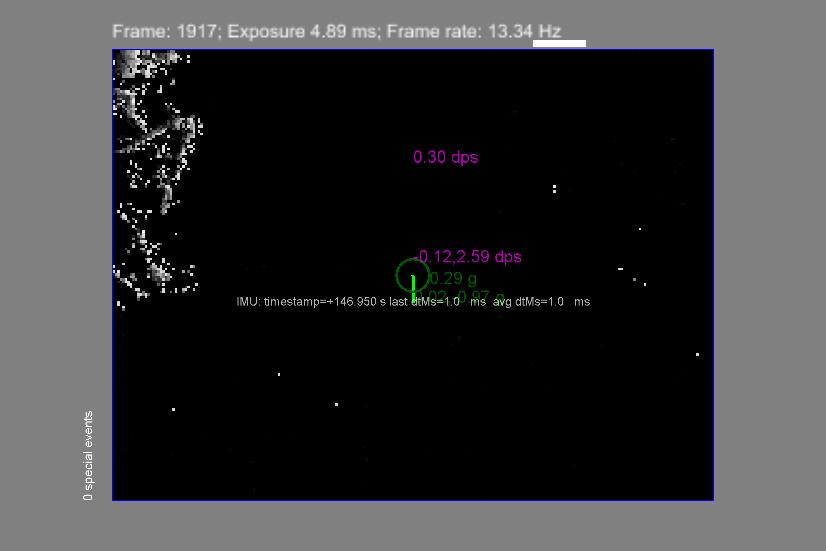 Frame: 1917; Exposure 4.89 ms; Frame rate: 13.34 Hz
0.30 dps
-0.12,2.59 dps
0.29 g
0.97 g
IMU: timestamp=+146.950 s last dtMs=1.0 ms avg dtMs=1.0 ms
0 special events